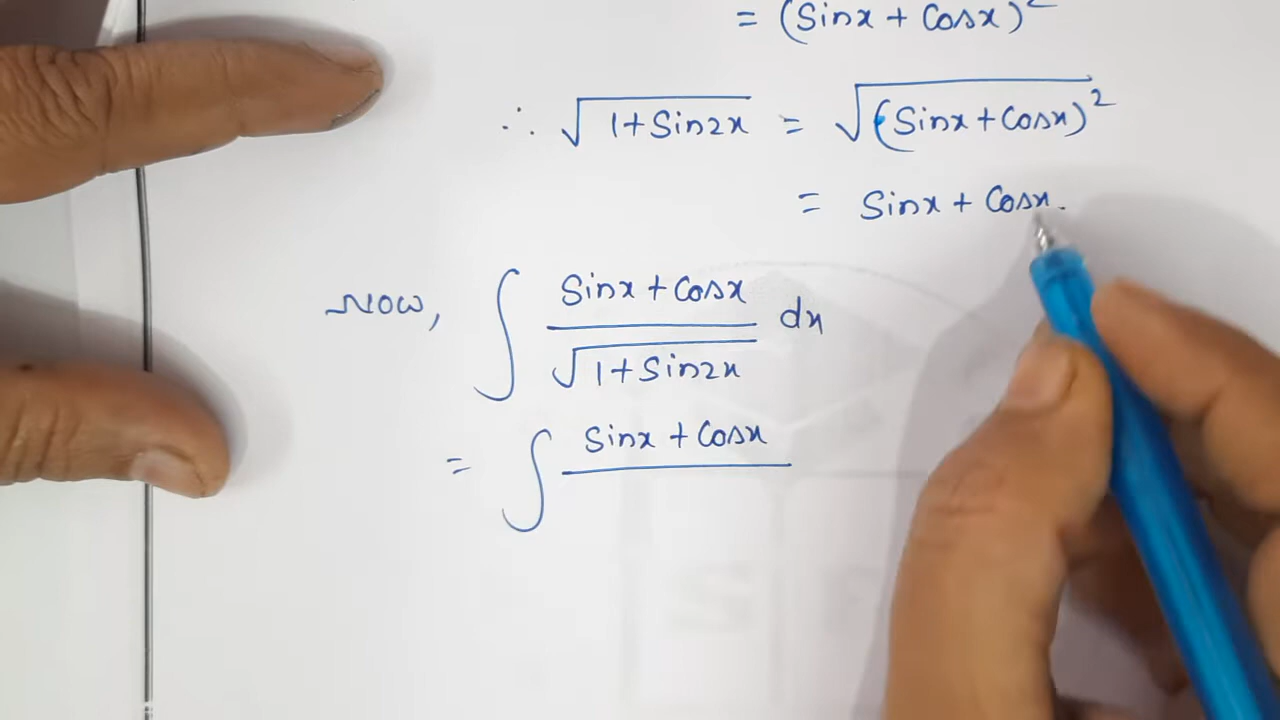 = (Sinx + Cosx)²
∴ √1+Sin2x = √(Sinx+Cosx)²
= Sinx + Cosx.
Now, ∫ Sinx + Cosx / √1+Sin2x dx
= ∫ Sinx + Cosx